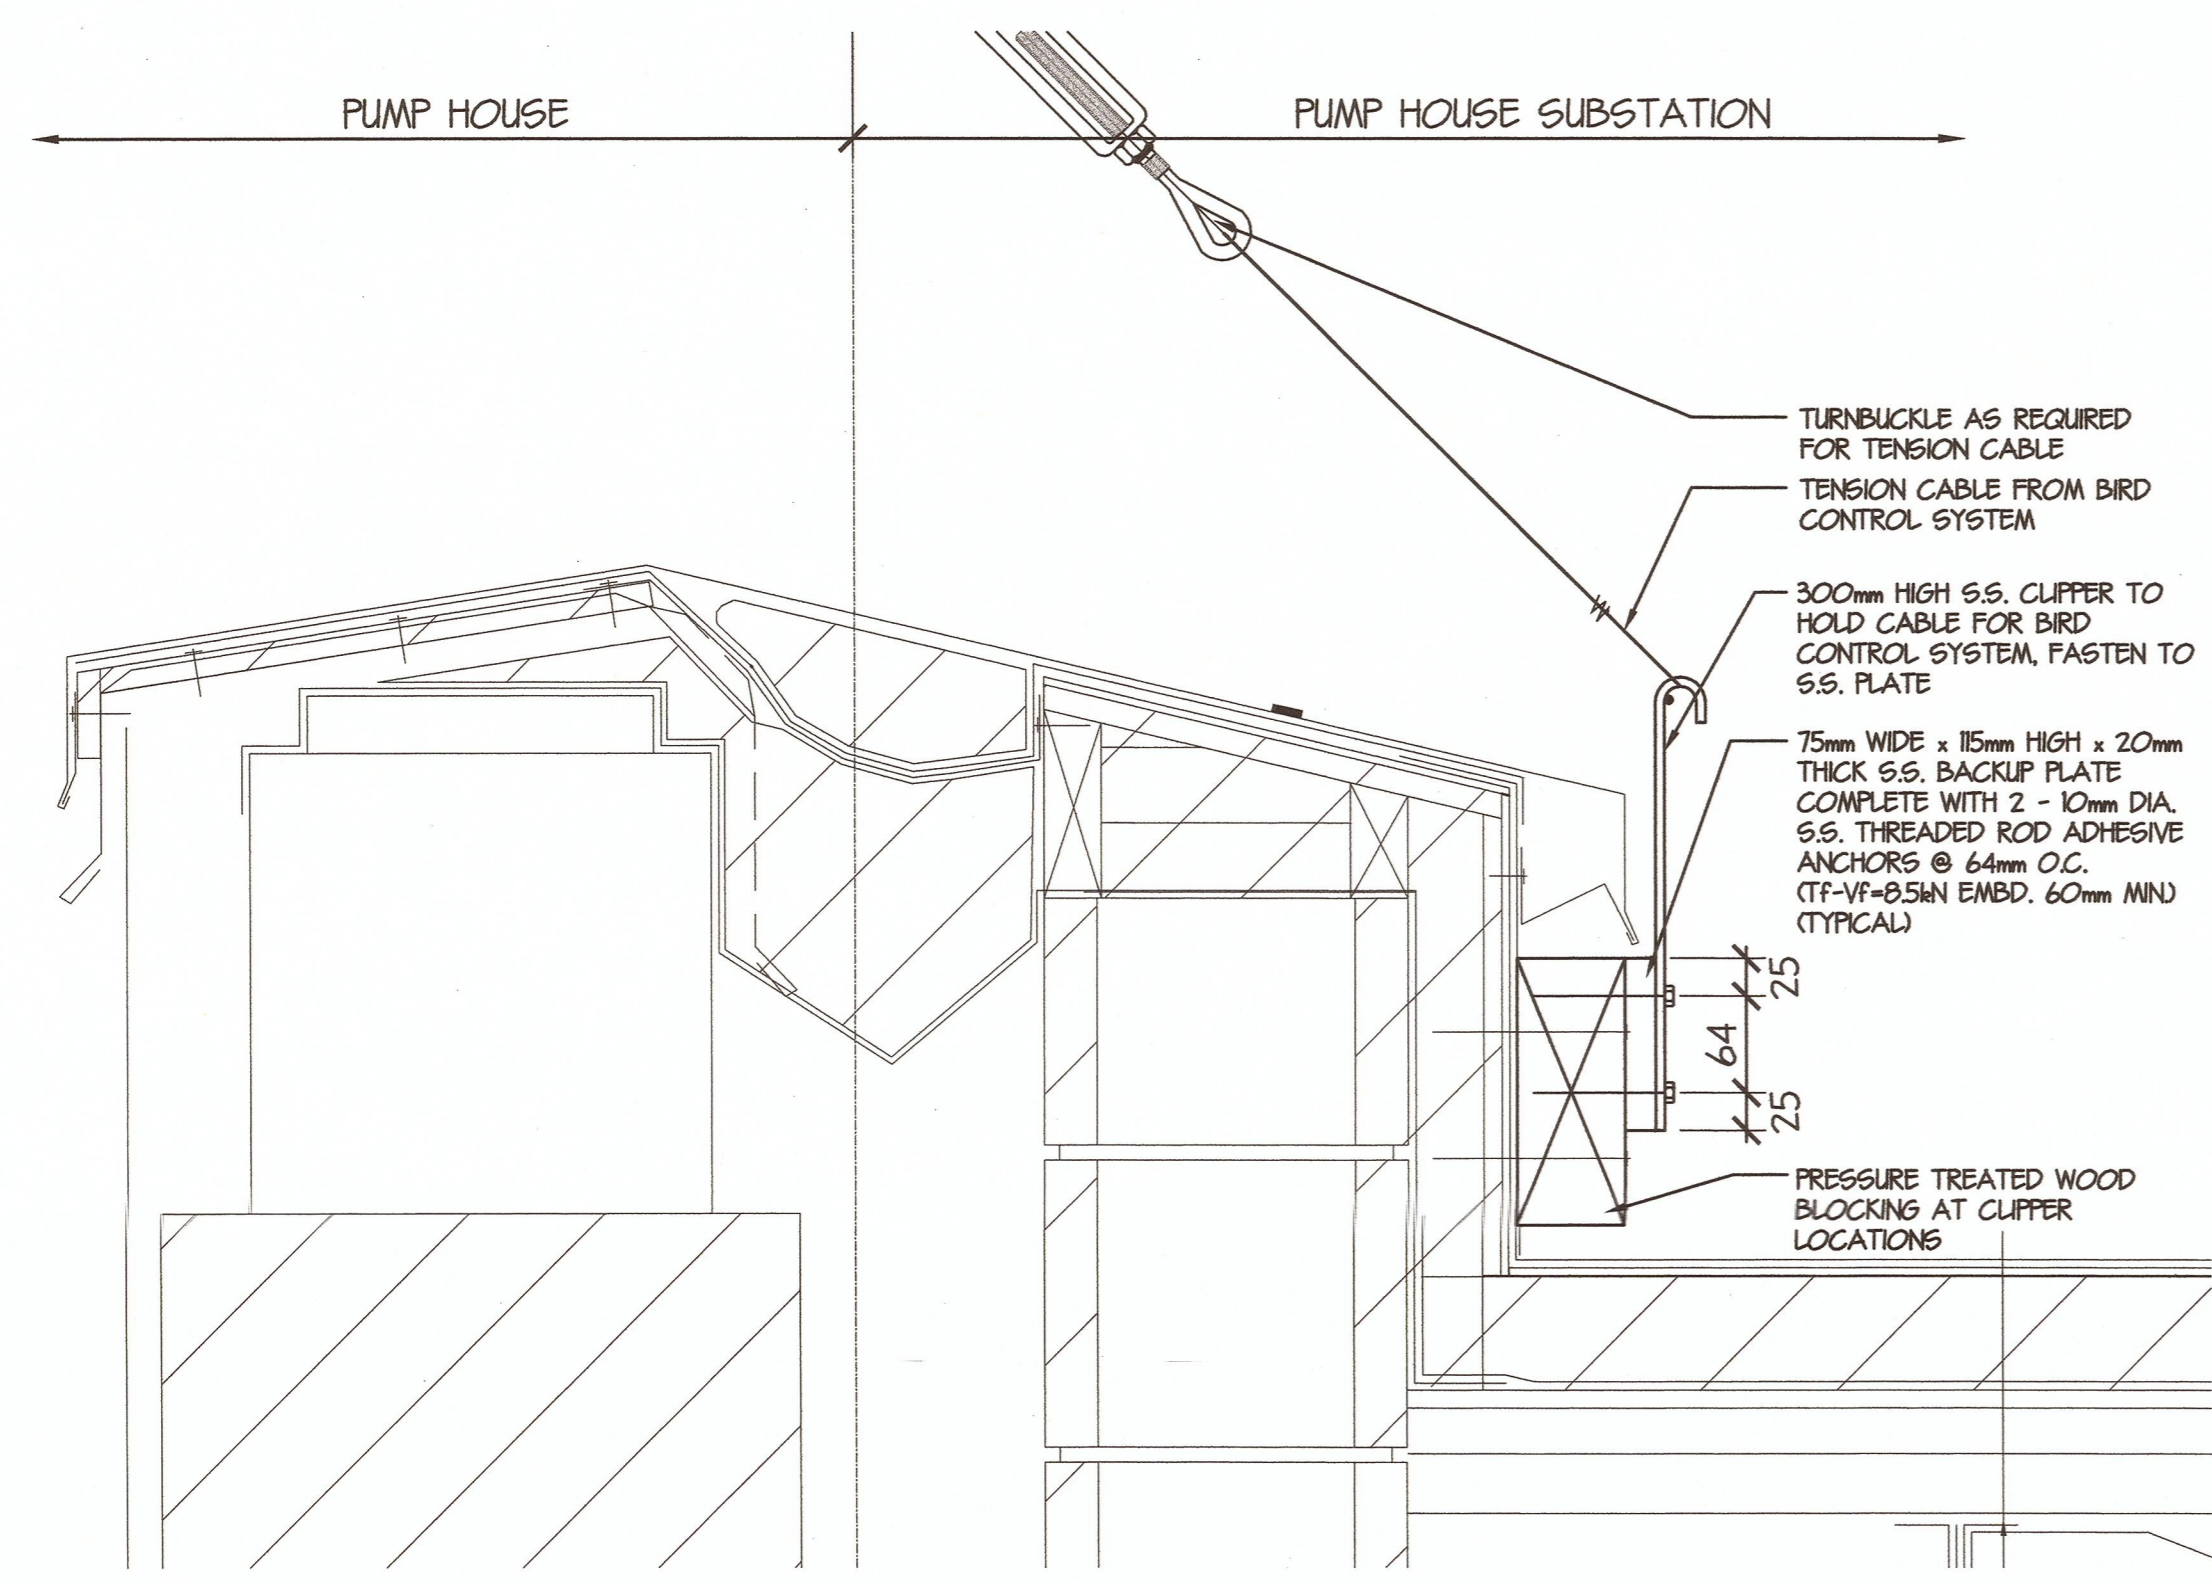 PUMP HOUSE
PUMP HOUSE SUBSTATION
TURNBUCKLE AS REQUIRED
FOR TENSION CABLE
TENSION CABLE FROM BIRD
CONTROL SYSTEM
300mm HIGH S.S. CLIPPER TO
HOLD CABLE FOR BIRD
CONTROL SYSTEM, FASTEN TO
S.S. PLATE
75mm WIDE x 115mm HIGH x 20mm
THICK S.S. BACKUP PLATE
COMPLETE WITH 2 - 10mm DIA.
S.S. THREADED ROD ADHESIVE
ANCHORS @ 64mm O.C.
(Tf-Vf=8.5kN EMBD. 60mm MIN.)
(TYPICAL)
25
64
25
PRESSURE TREATED WOOD
BLOCKING AT CLIPPER
LOCATIONS